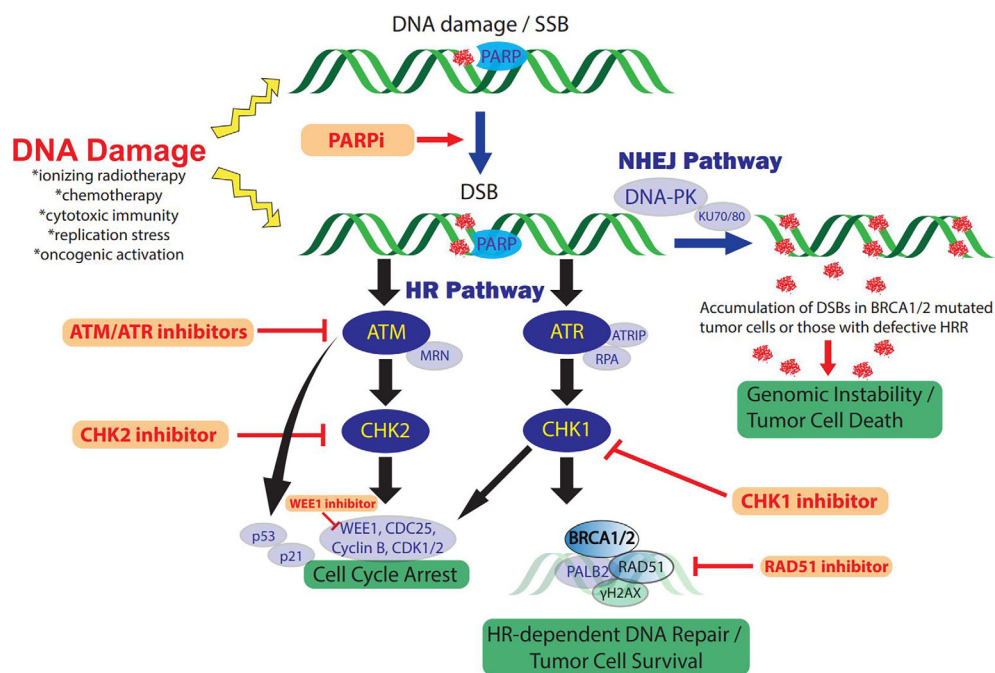 DNA damage / SSB
PARP
PARPi
DNA Damage
*ionizing radiotherapy
*chemotherapy
*cytotoxic immunity
*replication stress
*oncogenic activation
DSB
PARP
NHEJ Pathway
DNA-PK
KU70/80
HR Pathway
Accumulation of DSBs in BRCA1/2 mutated
tumor cells or those with defective HRR
Genomic Instability /
Tumor Cell Death
ATM/ATR inhibitors
ATM
MRN
ATR
ATRIP
RPA
CHK2 inhibitor
CHK2
CHK1
CHK1 inhibitor
WEE1 inhibitor
p53
p21
WEE1, CDC25,
Cyclin B, CDK1/2
Cell Cycle Arrest
BRCA1/2
PALB2
RAD51
γH2AX
RAD51 inhibitor
HR-dependent DNA Repair /
Tumor Cell Survival